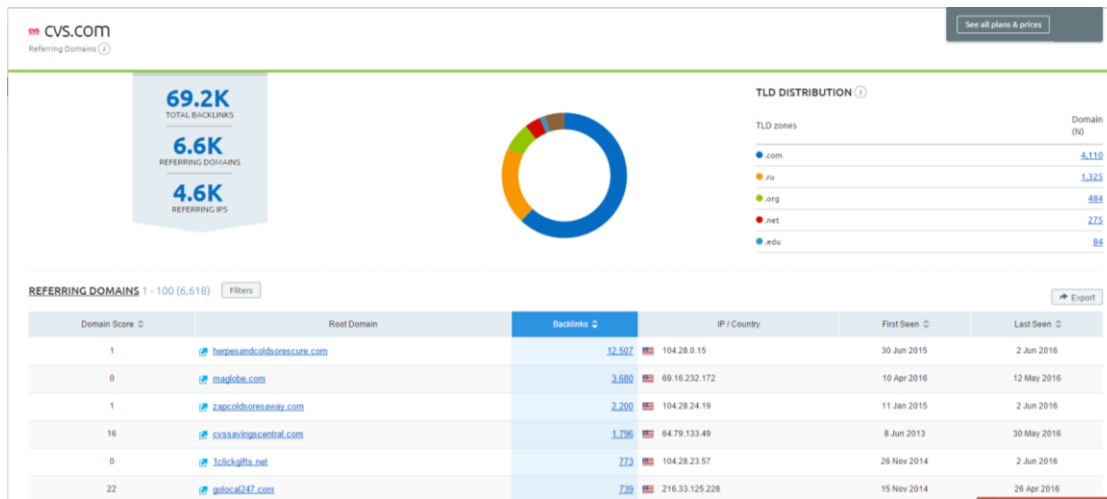 CVS cvs.com
See all plans & prices
Referring Domains i
69.2K
TOTAL BACKLINKS
6.6K
REFERRING DOMAINS
4.6K
REFERRING IPS
TLD DISTRIBUTION i
TLD zones Domain (N)
.com 4,110
.ru 1,325
.org 484
.net 275
.edu 84
REFERRING DOMAINS 1 - 100 (6,618) Filters
Export
Domain Score Root Domain Backlinks IP / Country First Seen Last Seen
1 herpesandcoldsorescure.com 12,507 104.28.0.15 30 Jun 2015 2 Jun 2016
0 maglobe.com 3,680 69.16.232.172 10 Apr 2016 12 May 2016
1 zapcoldsoresaway.com 2,200 104.28.24.19 11 Jan 2015 2 Jun 2016
16 cvssavingscentral.com 1,796 64.79.133.49 8 Jun 2013 30 May 2016
0 1clickgifts.net 773 104.28.23.57 26 Nov 2014 2 Jun 2016
22 golocal247.com 739 216.33.125.228 15 Nov 2014 26 Apr 2016